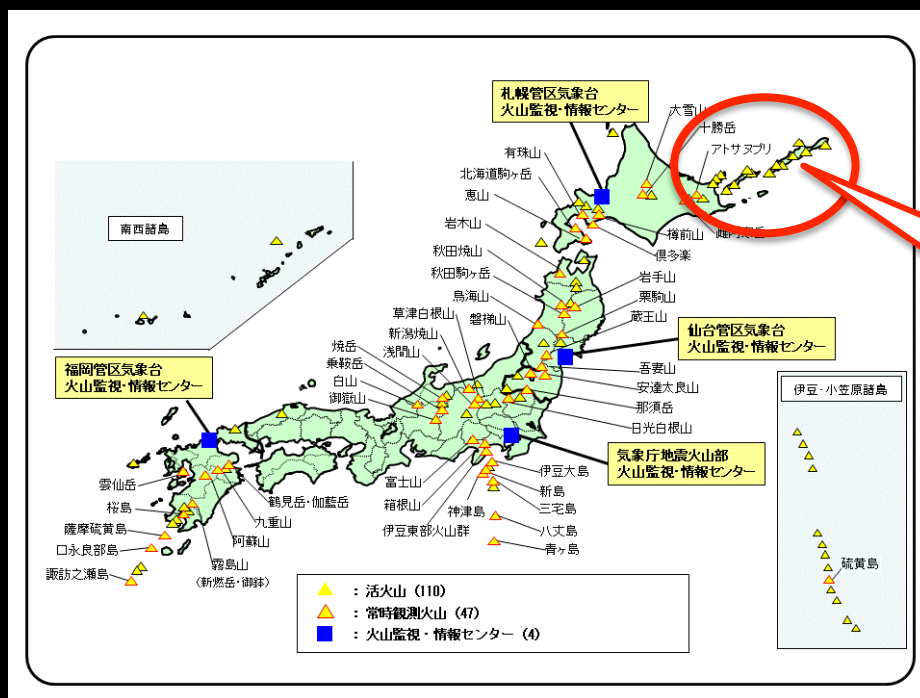 札幌管区気象台
火山監視・情報センター
大雪山
十勝岳
アトサヌプリ
有珠山
北海道駒ヶ岳
恵山
岩木山
秋田焼山
秋田駒ヶ岳
鳥海山
磐梯山
樽前山
倶多楽
岩手山
栗駒山
蔵王山
南西諸島
草津白根山
新潟焼山
浅間山
焼岳
乗鞍岳
白山
御嶽山
仙台管区気象台
火山監視・情報センター
吾妻山
安達太良山
那須岳
日光白根山
福岡管区気象台
火山監視・情報センター
伊豆・小笠原諸島
気象庁地震火山部
火山監視・情報センター
雲仙岳
桜島
薩摩硫黄島
口永良部島
諏訪之瀬島
鶴見岳・伽藍岳
九重山
阿蘇山
霧島山
(新燃岳・御鉢)
富士山
箱根山
伊豆東部火山群
神津島
伊豆大島
新島
三宅島
八丈島
青ヶ島
硫黄島
: 活火山 (110)
: 常時観測火山 (47)
: 火山監視・情報センター (4)